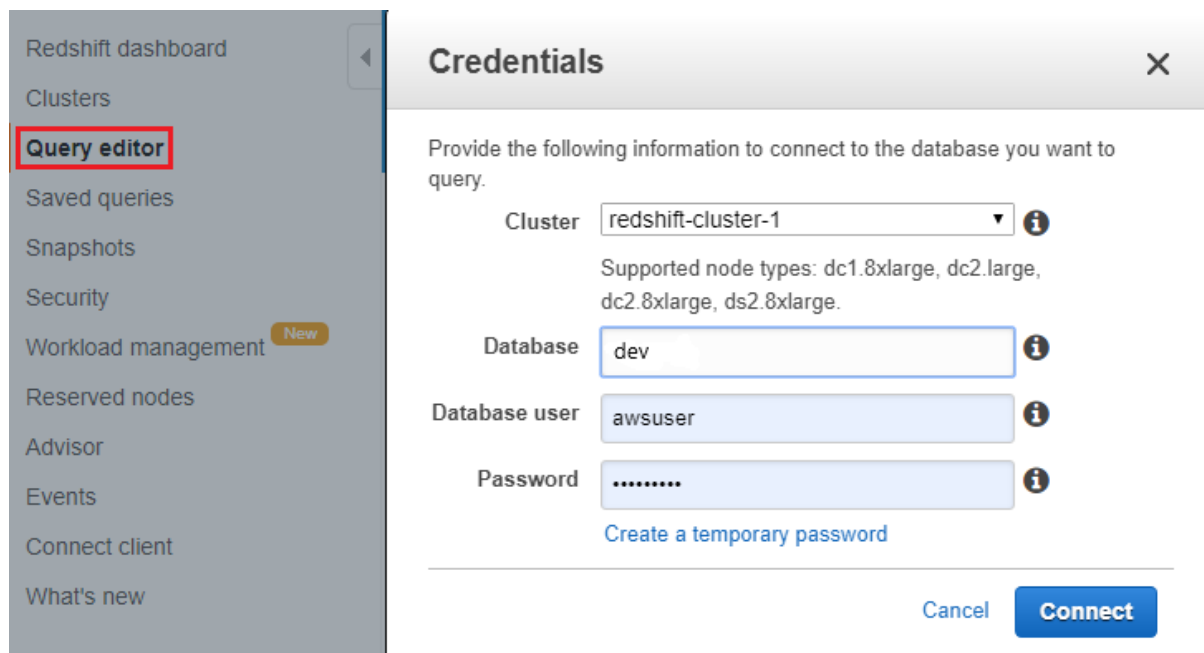 Redshift dashboard
Clusters
Query editor
Saved queries
Snapshots
Security
Workload management New
Reserved nodes
Advisor
Events
Connect client
What's new
Credentials
Provide the following information to connect to the database you want to
query.
Cluster redshift-cluster-1
Supported node types: dc1.8xlarge, dc2.large,
dc2.8xlarge, ds2.8xlarge.
Database dev
Database user awsuser
Password •••••••••
Create a temporary password
Cancel Connect